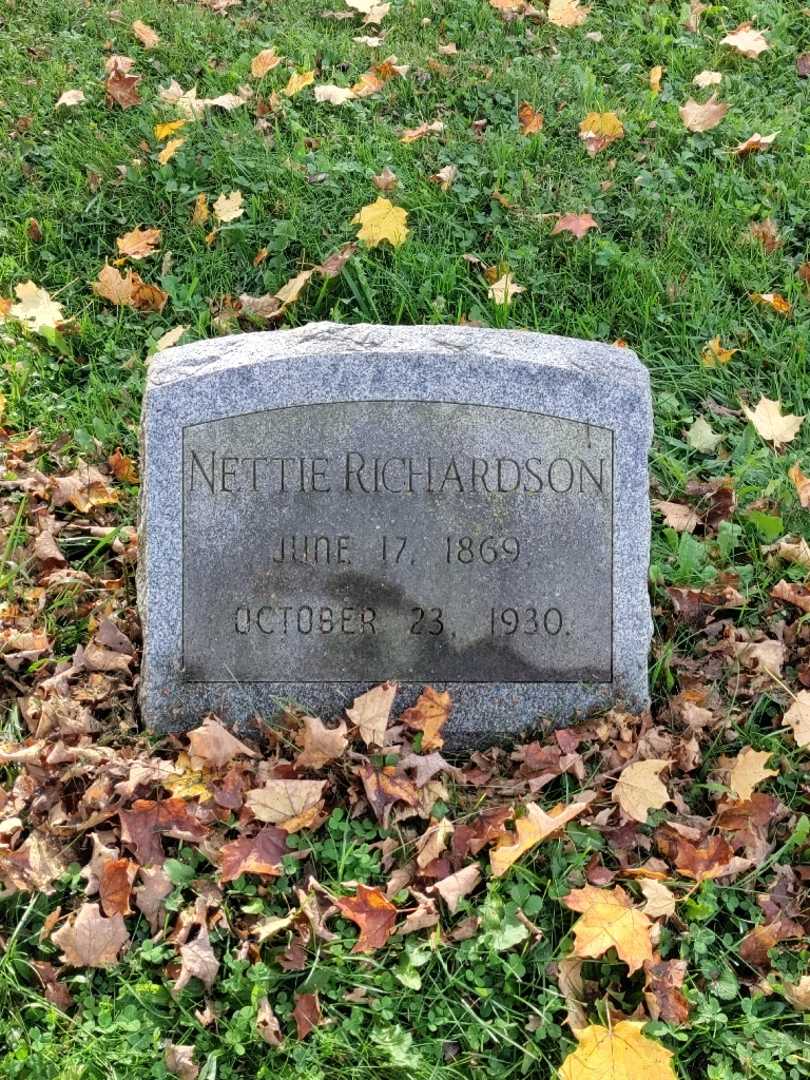 NETTIE RICHARDSON
JUNE 17, 1869,
OCTOBER 23, 1930.